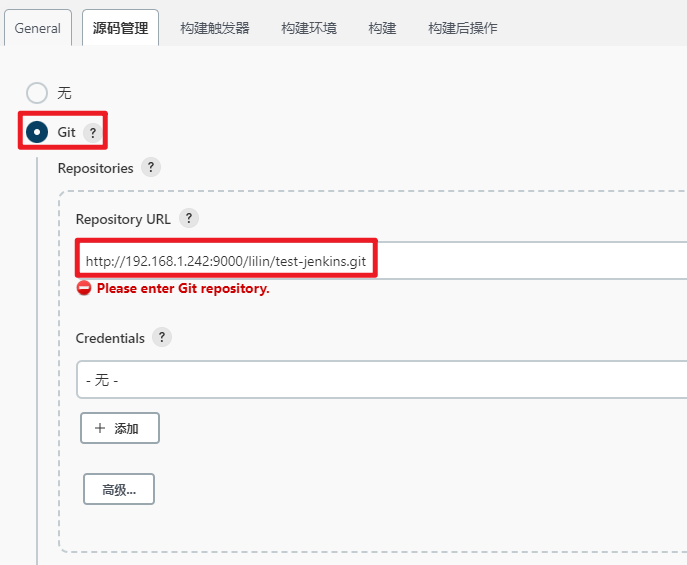 General 源码管理 构建触发器 构建环境 构建 构建后操作
无
Git ?
Repositories ?
Repository URL ?
http://192.168.1.242:9000/lilin/test-jenkins.git
Please enter Git repository.
Credentials ?
- 无 -
+ 添加
高级...